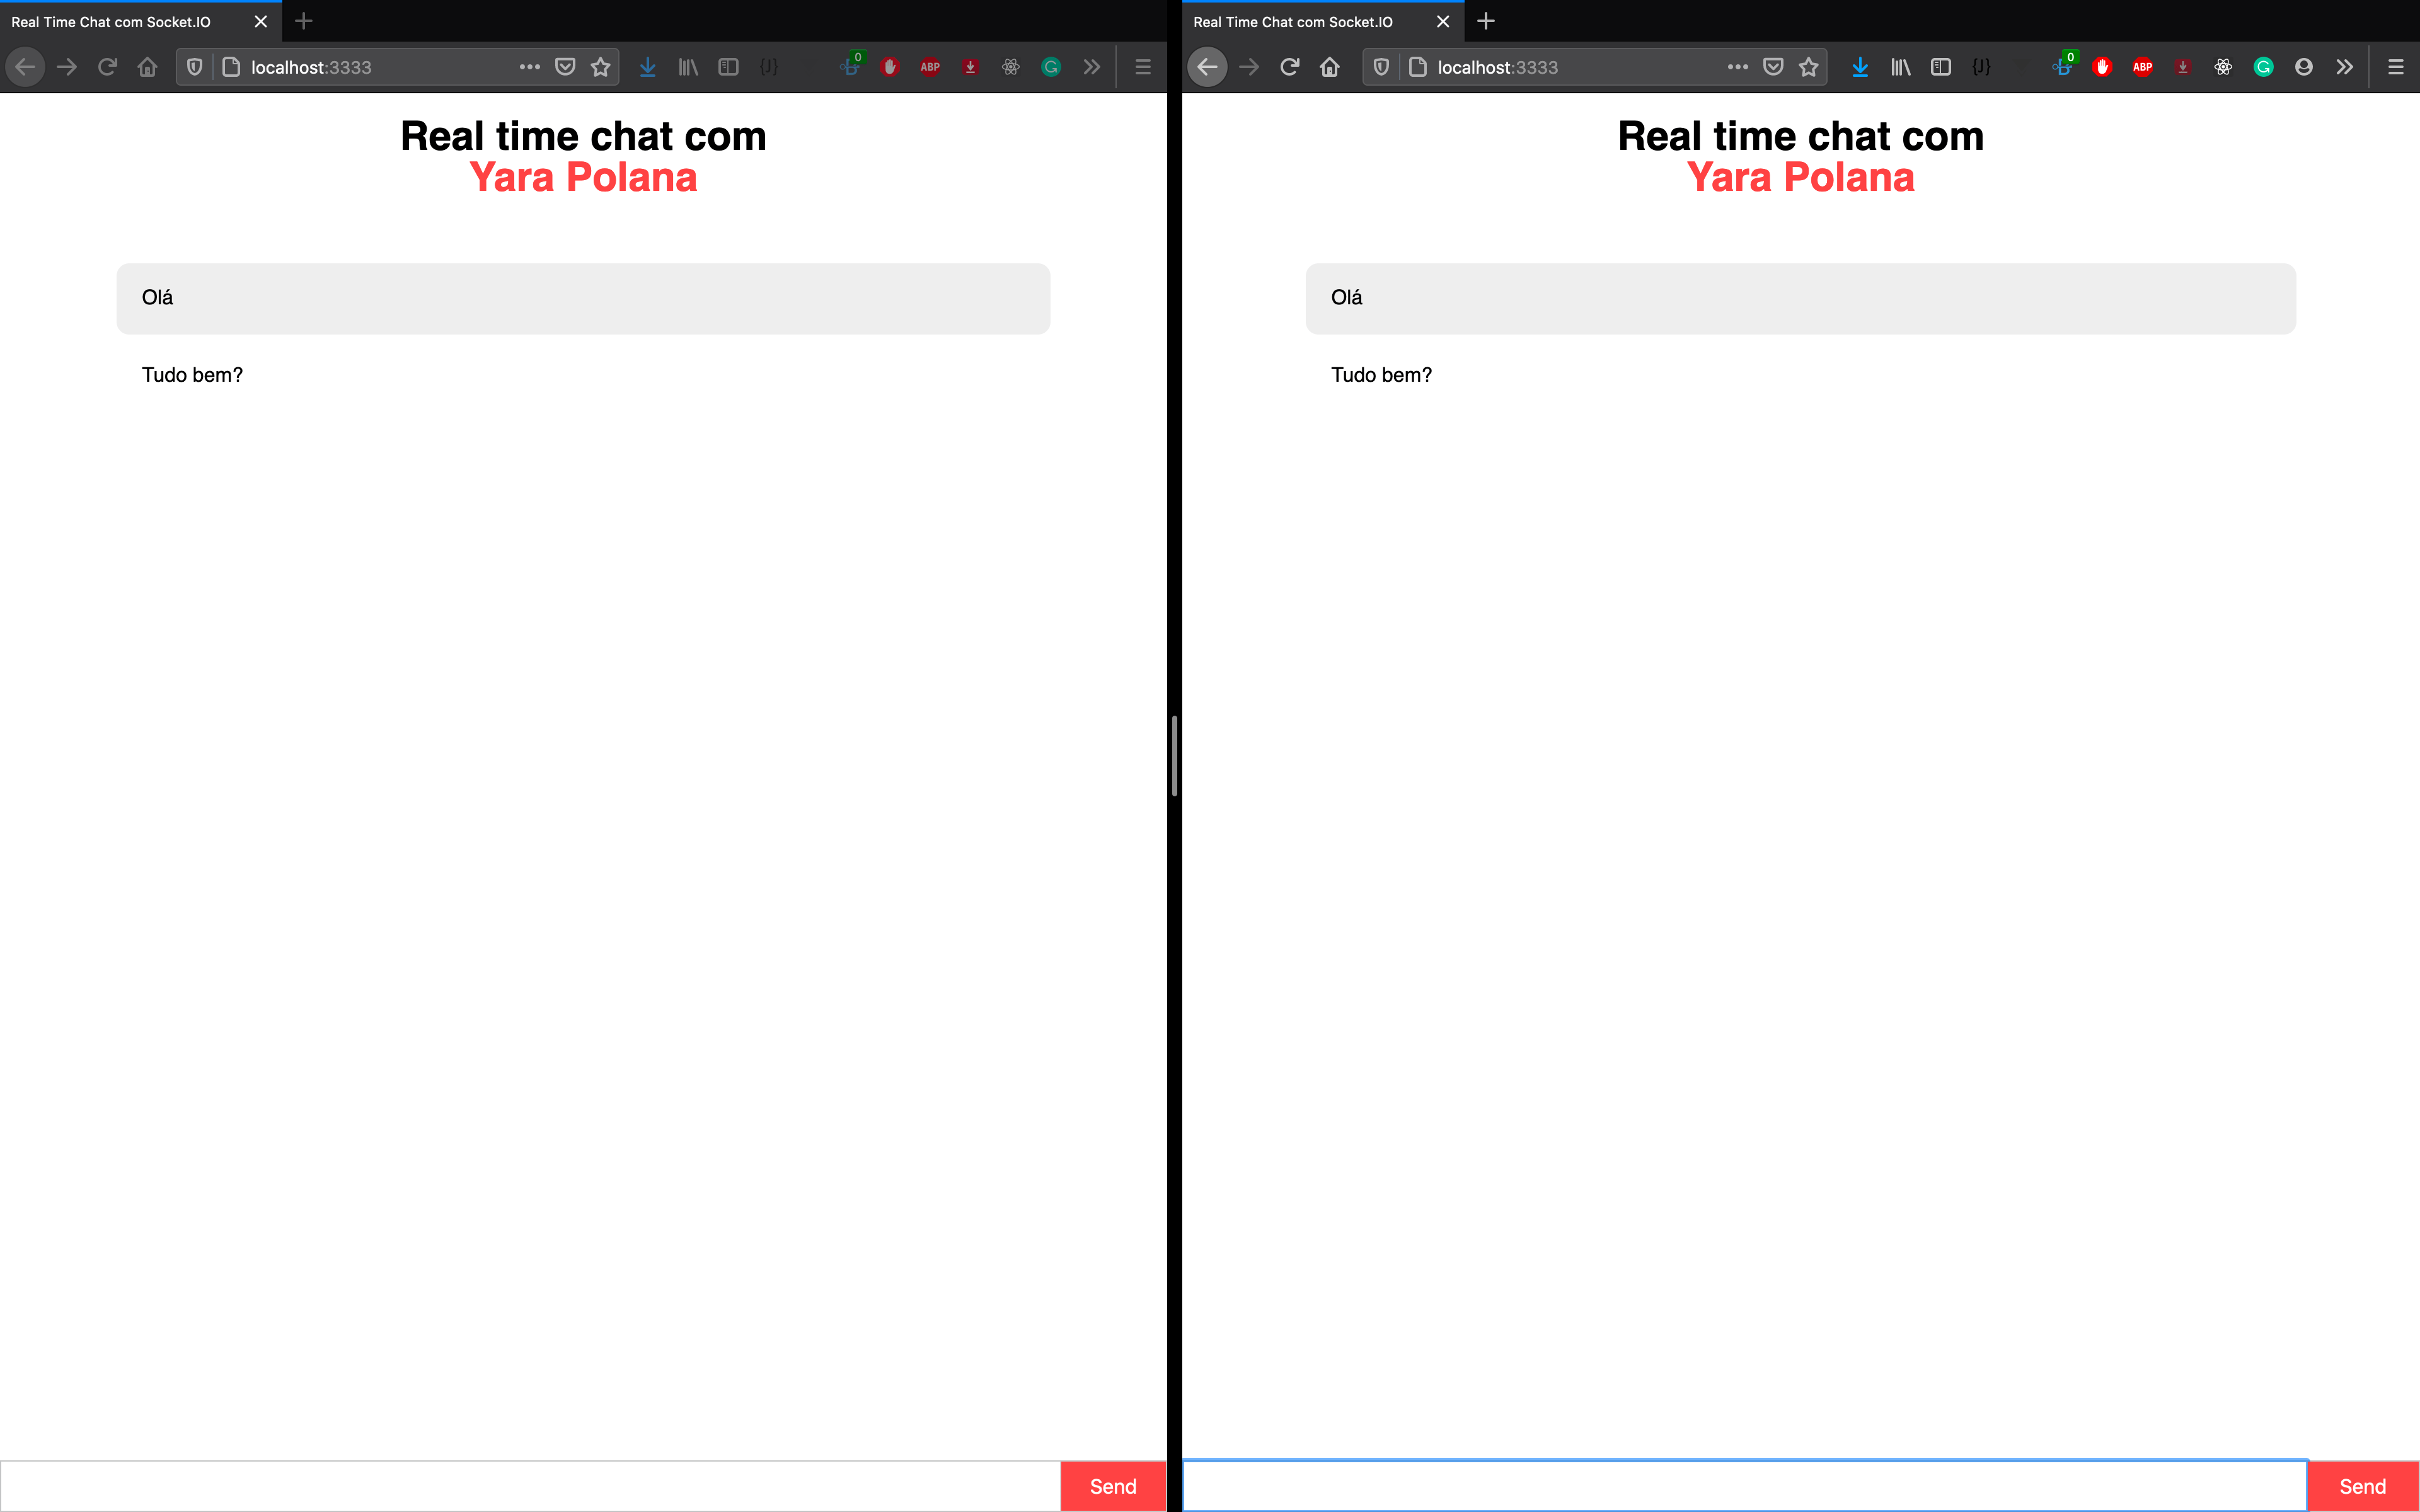 Real Time Chat com Socket.IO
localhost:3333
0
ABP
Real time chat com
Yara Polana
Olá
Tudo bem?
Send
Real Time Chat com Socket.IO
localhost:3333
{J}
0
ABP
Real time chat com
Yara Polana
Olá
Tudo bem?
Send